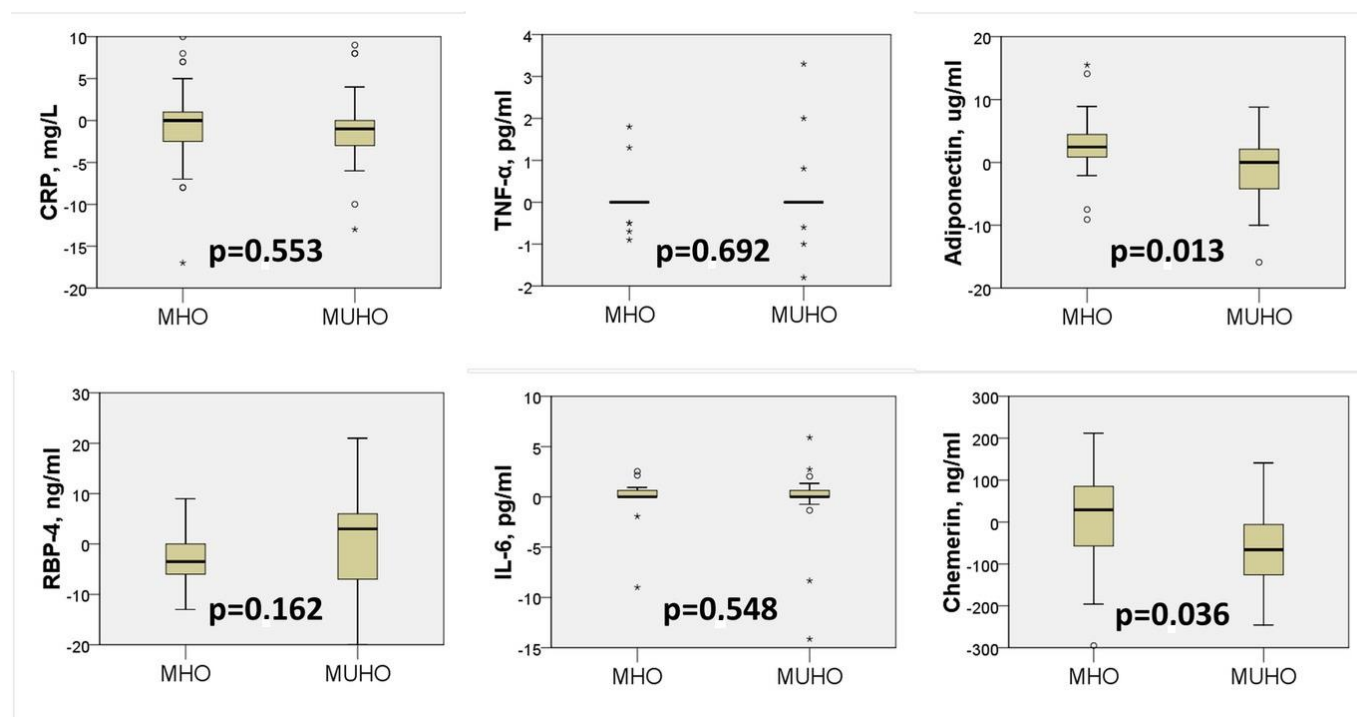 CRP, mg/L
10
5
0
-5
-10
-15
-20
p=0.553
MHO
MUHO
TNF-α, pg/ml
4
3
2
1
0
-1
-2
p=0.692
MHO
MUHO
Adiponectin, ug/ml
20
10
0
-10
-20
p=0.013
MHO
MUHO
RBP-4, ng/ml
30
20
10
0
-10
-20
p=0.162
MHO
MUHO
IL-6, pg/ml
10
5
0
-5
-10
-15
p=0.548
MHO
MUHO
Chemerin, ng/ml
300
200
100
0
-100
-200
-300
p=0.036
MHO
MUHO